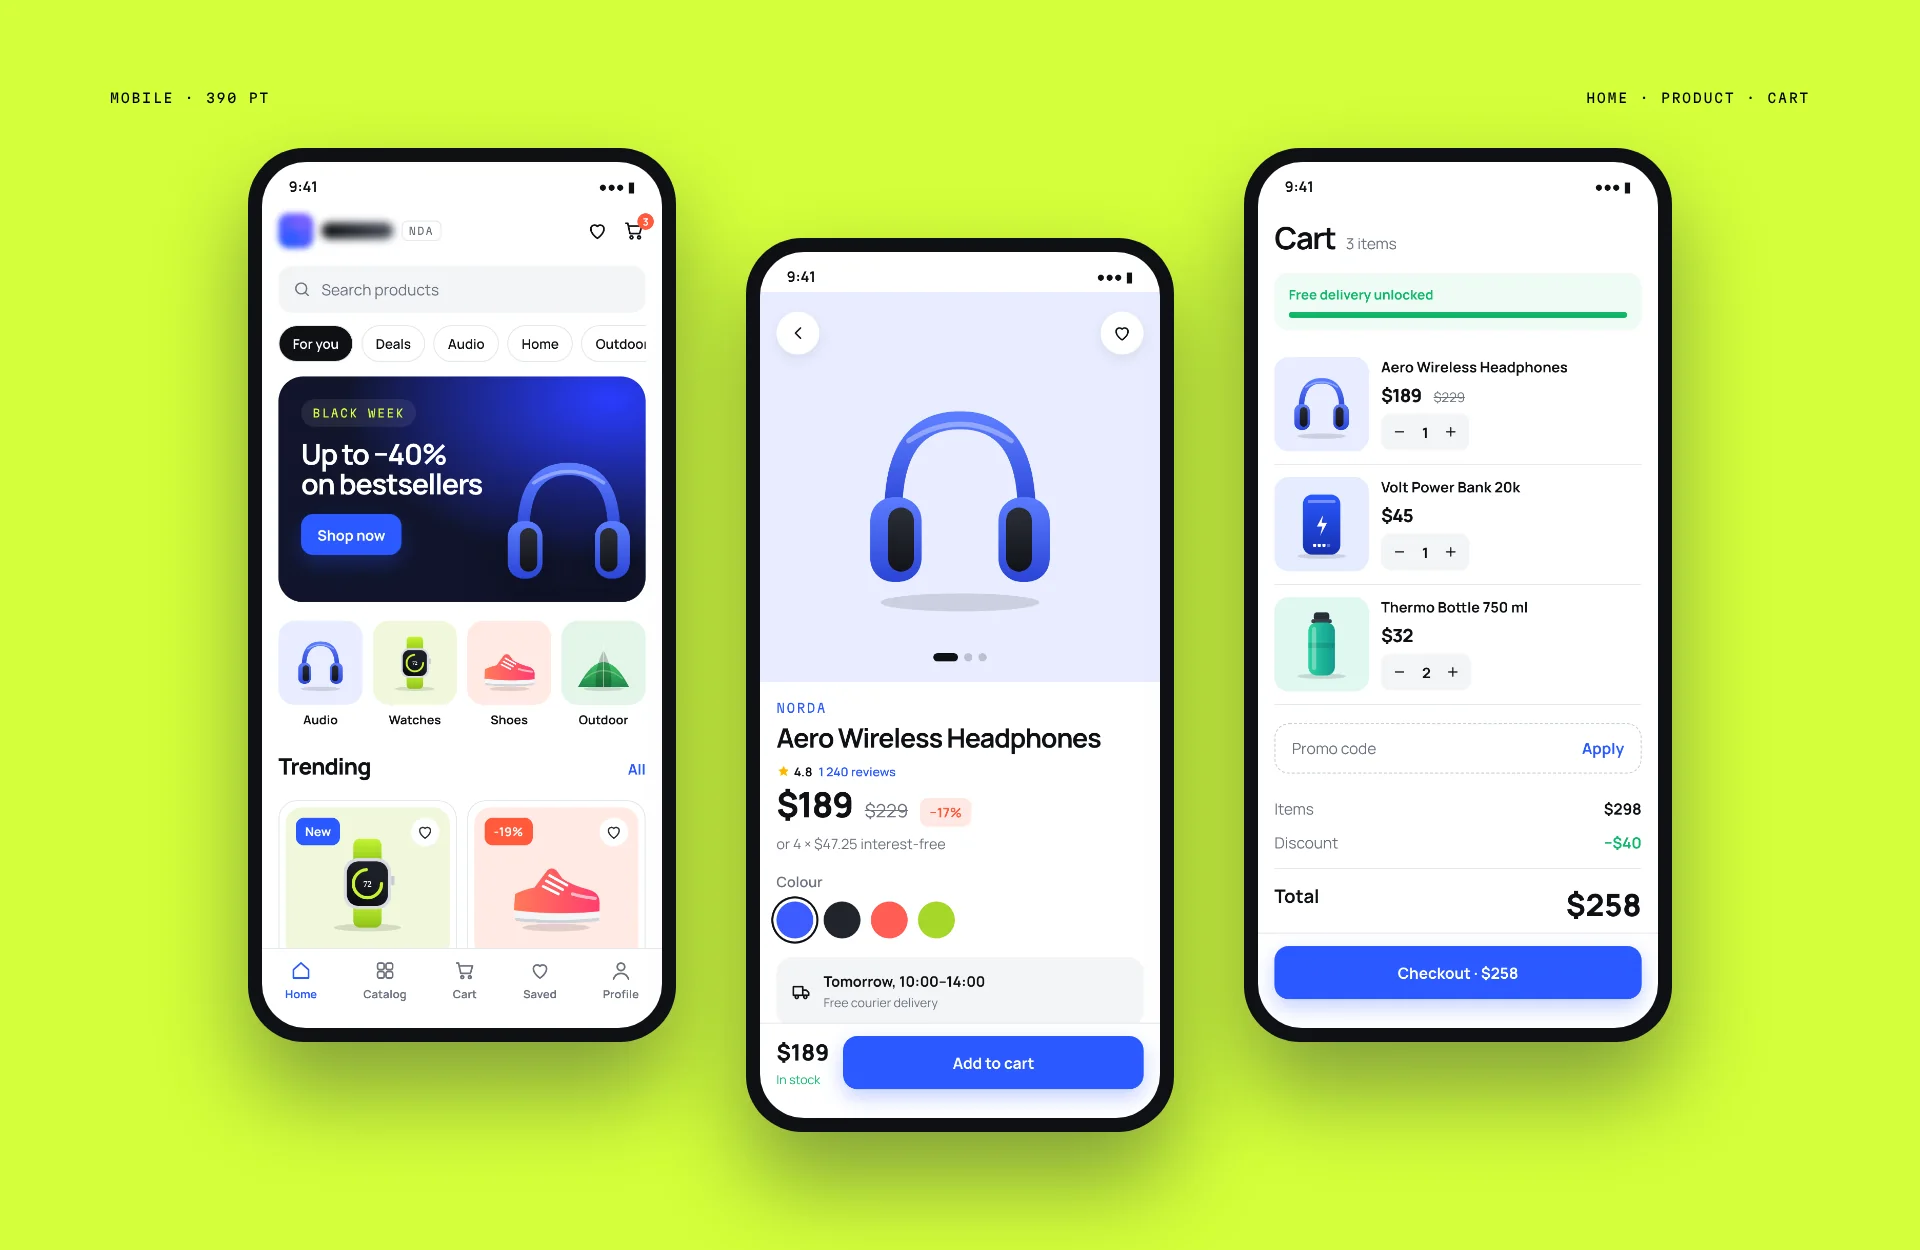 MOBILE · 390 PT
HOME · PRODUCT · CART
9:41
NDA
3
Search products
For you
Deals
Audio
Home
Outdoor
BLACK WEEK
Up to −40%
on bestsellers
Shop now
Audio
Watches
Shoes
Outdoor
Trending
All
New
72
-19%
Home
Catalog
Cart
Saved
Profile
9:41
NORDA
Aero Wireless Headphones
4.8 1 240 reviews
$189 $229 −17%
or 4 × $47.25 interest-free
Colour
Tomorrow, 10:00–14:00
Free courier delivery
$189
In stock
Add to cart
9:41
Cart 3 items
Free delivery unlocked
Aero Wireless Headphones
$189 $229
− 1 +
Volt Power Bank 20k
$45
− 1 +
Thermo Bottle 750 ml
$32
− 2 +
Promo code Apply
Items $298
Discount −$40
Total $258
Checkout · $258